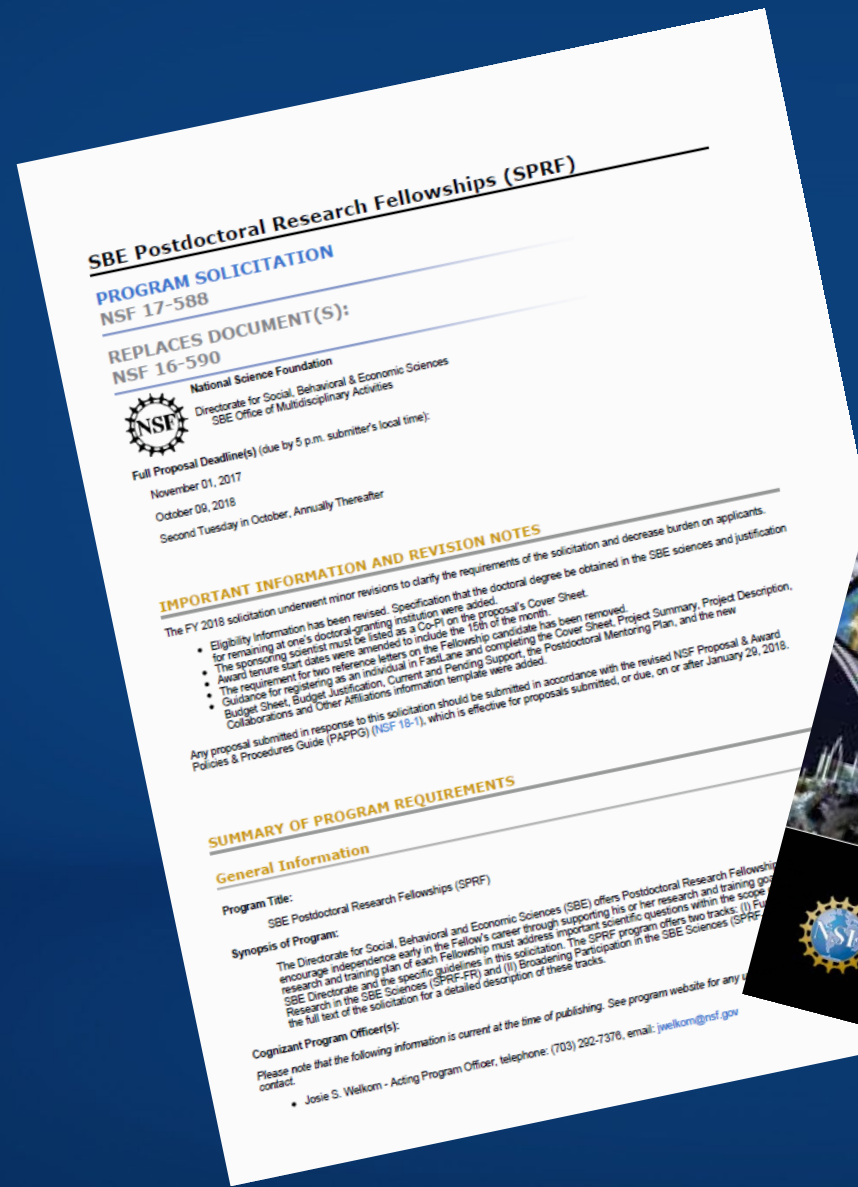 SBE Postdoctoral Research Fellowships (SPRF)
PROGRAM SOLICITATION
NSF 17-588
REPLACES DOCUMENT(S):
NSF 16-590
National Science Foundation
Directorate for Social, Behavioral & Economic Sciences
SBE Office of Multidisciplinary Activities
NSF
Full Proposal Deadline(s) (due by 5 p.m. submitter's local time):
November 01, 2017
October 09, 2018
Second Tuesday in October, Annually Thereafter
IMPORTANT INFORMATION AND REVISION NOTES
The FY 2018 solicitation underwent minor revisions to clarify the requirements of the solicitation and decrease burden on applicants.
• Eligibility Information has been revised. Specification that the doctoral degree be obtained in the SBE sciences and justification
for remaining at one's doctoral-granting institution were added.
• The sponsoring scientist must be listed as a Co-PI on the proposal's Cover Sheet.
• Award tenure start dates were amended to include the 15th of the month.
• The requirement for two reference letters on the Fellowship candidate has been removed.
• Guidance for registering as an individual in FastLane and completing the Cover Sheet, Project Summary, Project Description,
Budget Sheet, Budget Justification, Current and Pending Support, the Postdoctoral Mentoring Plan, and the new
Collaborations and Other Affiliations information template were added.
Any proposal submitted in response to this solicitation should be submitted in accordance with the revised NSF Proposal & Award
Policies & Procedures Guide (PAPPG) (NSF 18-1), which is effective for proposals submitted, or due, on or after January 29, 2018.
SUMMARY OF PROGRAM REQUIREMENTS
General Information
Program Title:
SBE Postdoctoral Research Fellowships (SPRF)
Synopsis of Program:
The Directorate for Social, Behavioral and Economic Sciences (SBE) offers Postdoctoral Research Fellowship
encourage independence early in the Fellow's career through supporting his or her research and training goa
research and training plan of each Fellowship must address important scientific questions within the scope
SBE Directorate and the specific guidelines in this solicitation. The SPRF program offers two tracks: (I) Fu
Research in the SBE Sciences (SPRF-FR) and (II) Broadening Participation in the SBE Sciences (SPRF
the full text of the solicitation for a detailed description of these tracks.
Cognizant Program Officer(s):
Please note that the following information is current at the time of publishing. See program website for any u
contact.
• Josie S. Welkom - Acting Program Officer, telephone: (703) 292-7376, email: jwelkom@nsf.gov
NSF